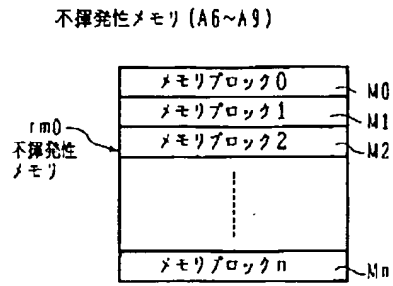 不揮発性メモリ(A6~A9)
メモリブロック0
M0
メモリブロック1
M1
rm0
メモリブロック2
M2
不揮発性
メモリ
メモリブロックn
Mn